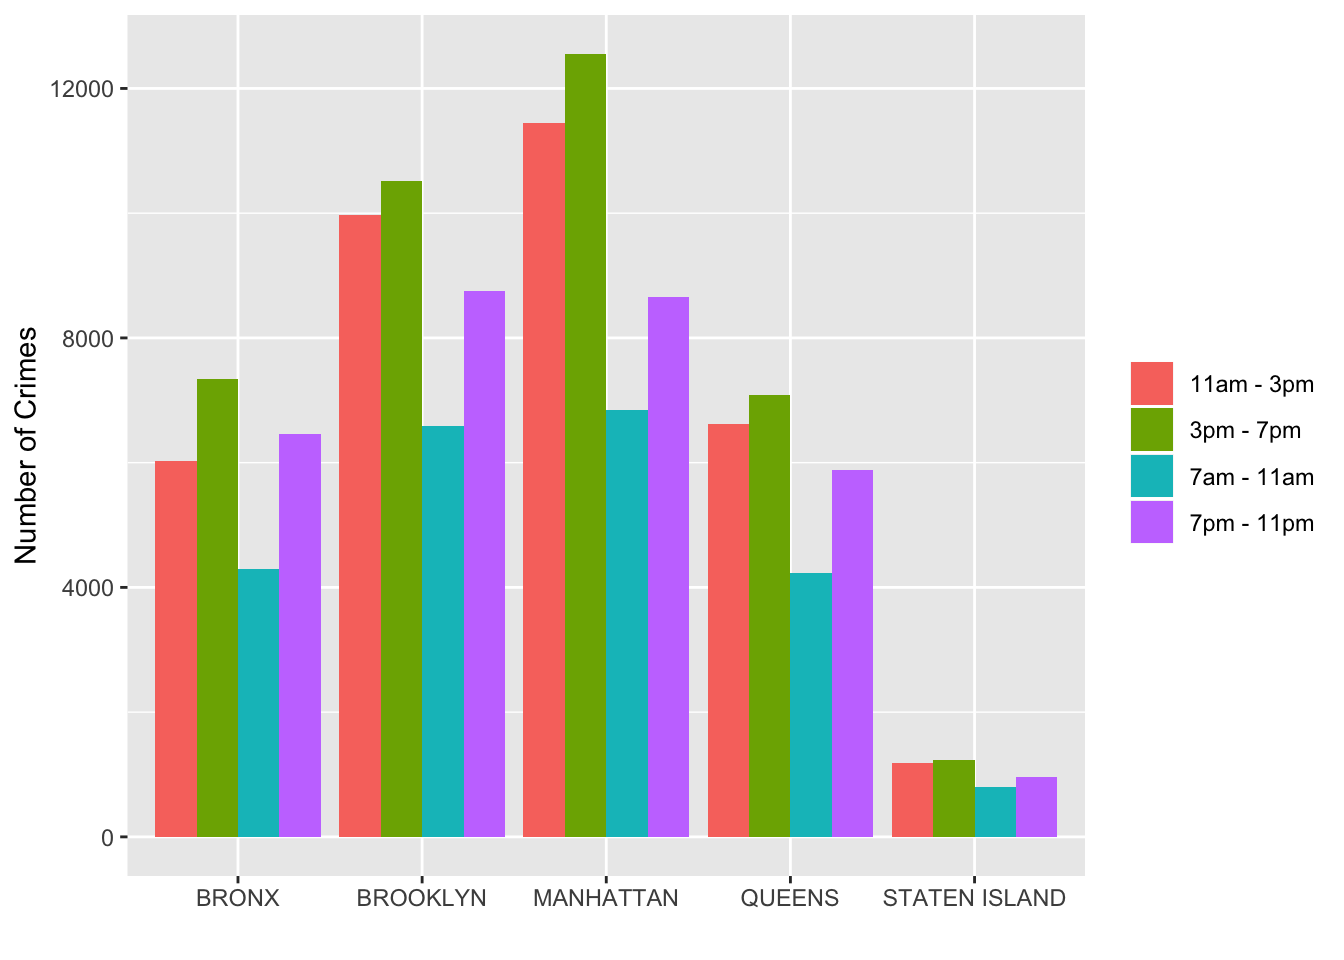 12000
8000
4000
0
Number of Crimes
BRONX
BROOKLYN
MANHATTAN
QUEENS
STATEN ISLAND
11am - 3pm
3pm - 7pm
7am - 11am
7pm - 11pm